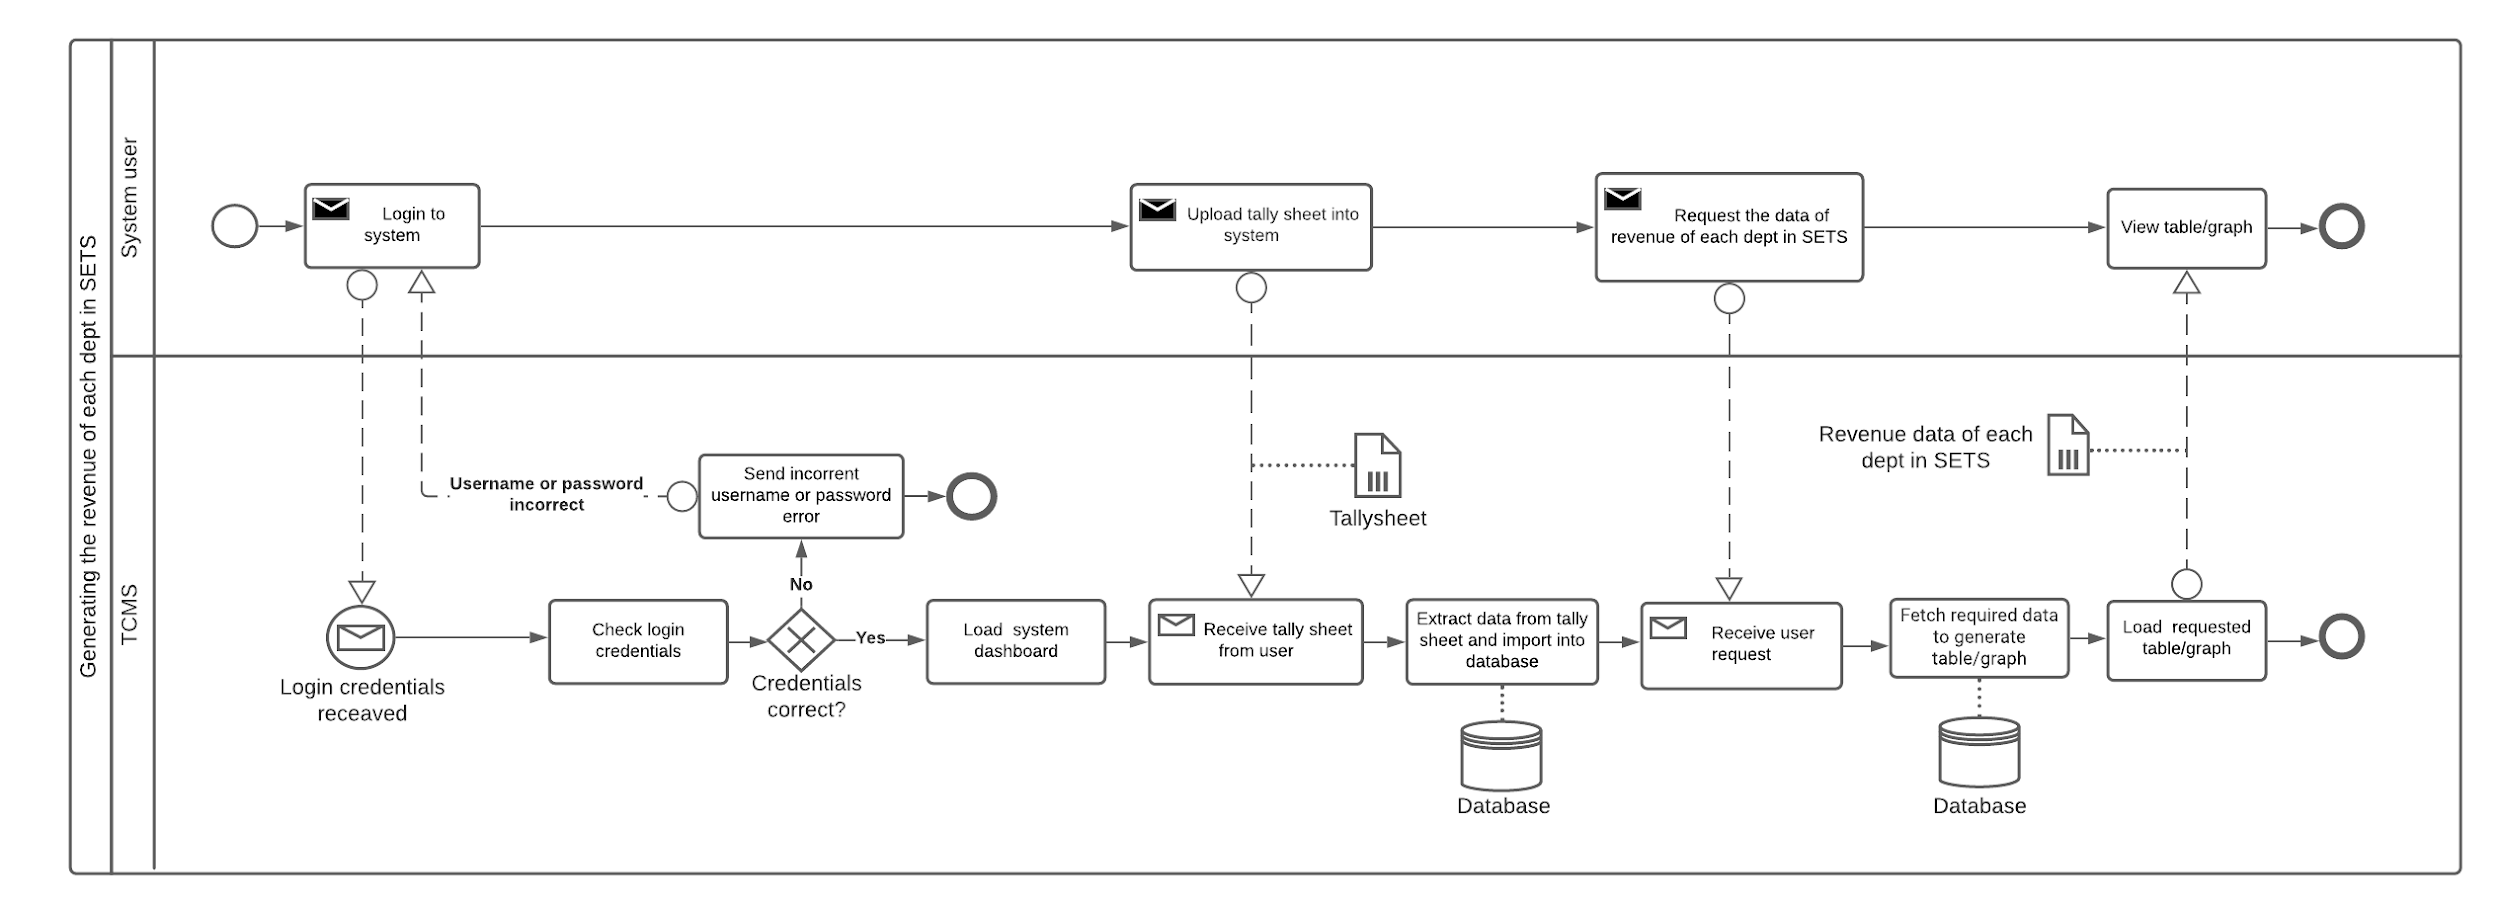 Generating the revenue of each dept in SETS
System user
Login to
system
Upload tally sheet into
system
Request the data of
revenue of each dept in SETS
View table/graph
TCMS
Username or password
incorrect
Send incorrent
username or password
error
Tallysheet
Revenue data of each
dept in SETS
No
Login credentials
receaved
Check login
credentials
Credentials
correct?
Yes
Load system
dashboard
Receive tally sheet
from user
Extract data from tally
sheet and import into
database
Database
Receive user
request
Fetch required data
to generate
table/graph
Database
Load requested
table/graph